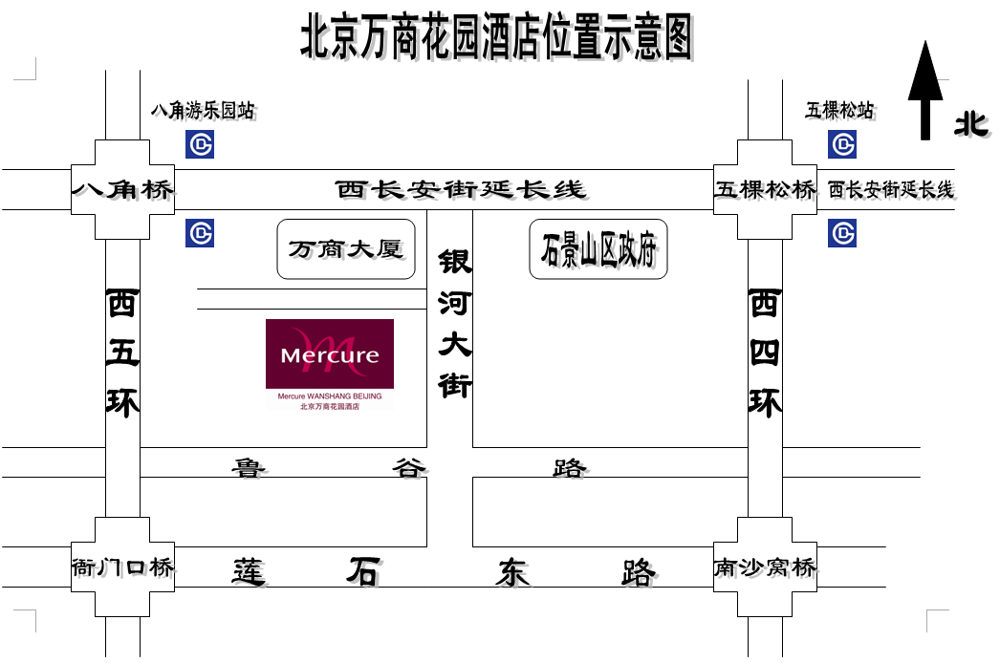 北京万商花园酒店位置示意图
八角游乐园站
五棵松站
北
八角桥
西长安街延长线
五棵松桥
西长安街延长线
万商大厦
石景山区政府
银河大街
西五环
西四环
Mercure
Mercure WANSHANG BEIJING
北京万商花园酒店
鲁谷路
衙门口桥
莲石东路
南沙窝桥